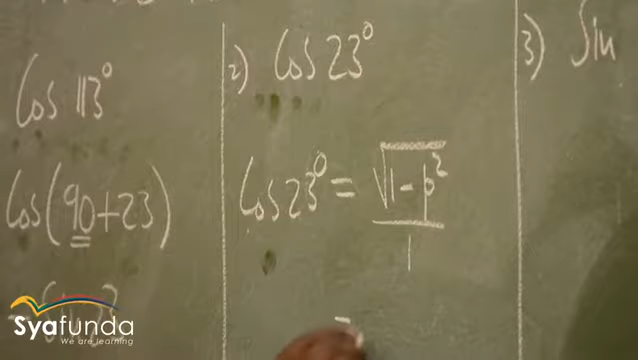 Cos 113°
Cos(90+23)
2) Cos 23°
Cos 23° = √1-p²
1
=
3) Sin
Syafunda
We are learning